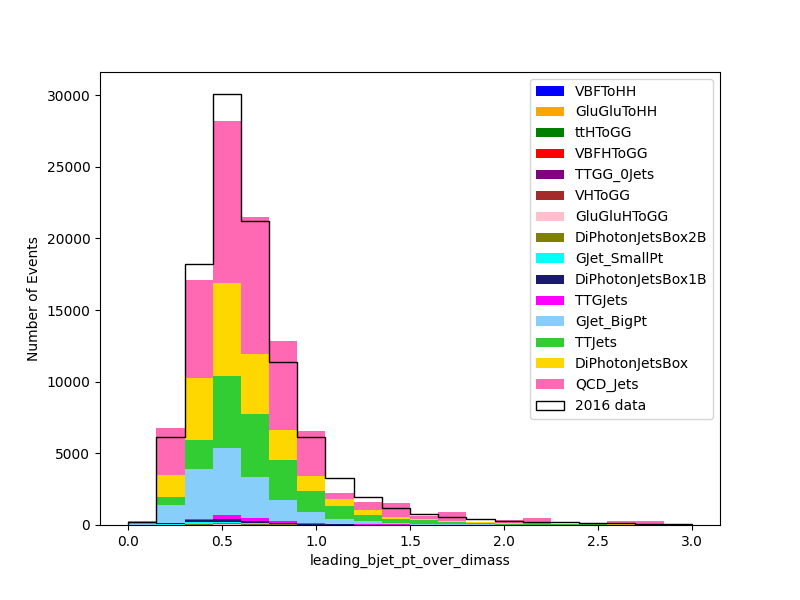 30000
25000
20000
15000
10000
5000
0
Number of Events
0.0
0.5
1.0
1.5
2.0
2.5
3.0
leading_bjet_pt_over_dimass
VBFToHH
GluGluToHH
ttHToGG
VBFHToGG
TTGG_0Jets
VHToGG
GluGluHToGG
DiPhotonJetsBox2B
GJet_SmallPt
DiPhotonJetsBox1B
TTGJets
GJet_BigPt
TTJets
DiPhotonJetsBox
QCD_Jets
2016 data